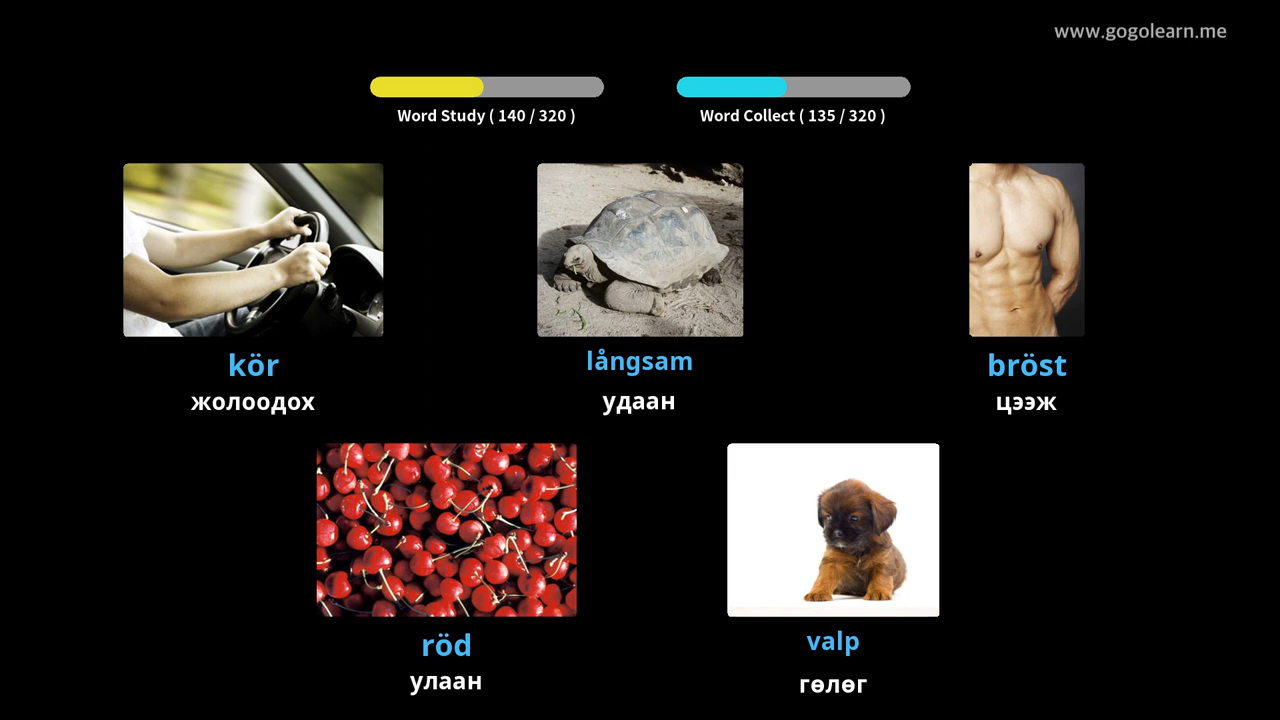 www.gogolearn.me
Word Study ( 140 / 320 )
Word Collect ( 135 / 320 )
kör
жолоодох
långsam
удаан
bröst
цээж
röd
улаан
valp
гөлөг